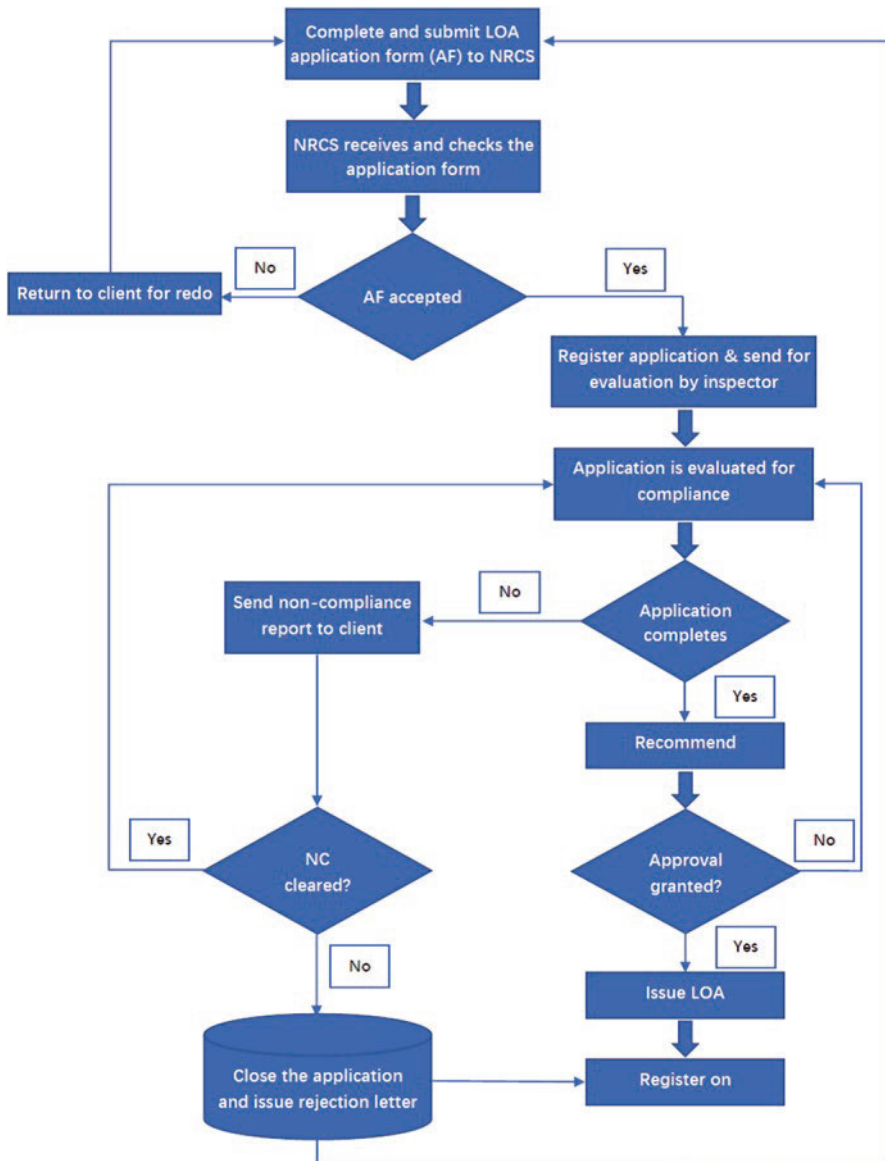 Complete and submit LOA
application form (AF) to NRCS
NRCS receives and checks the
application form
No
Yes
Return to client for redo
AF accepted
Register application & send for
evaluation by inspector
Application is evaluated for
compliance
No
Send non-compliance
report to client
Application
completes
Yes
Recommend
Yes
NC
cleared?
Approval
granted?
No
Yes
No
Issue LOA
Close the application
and issue rejection letter
Register on